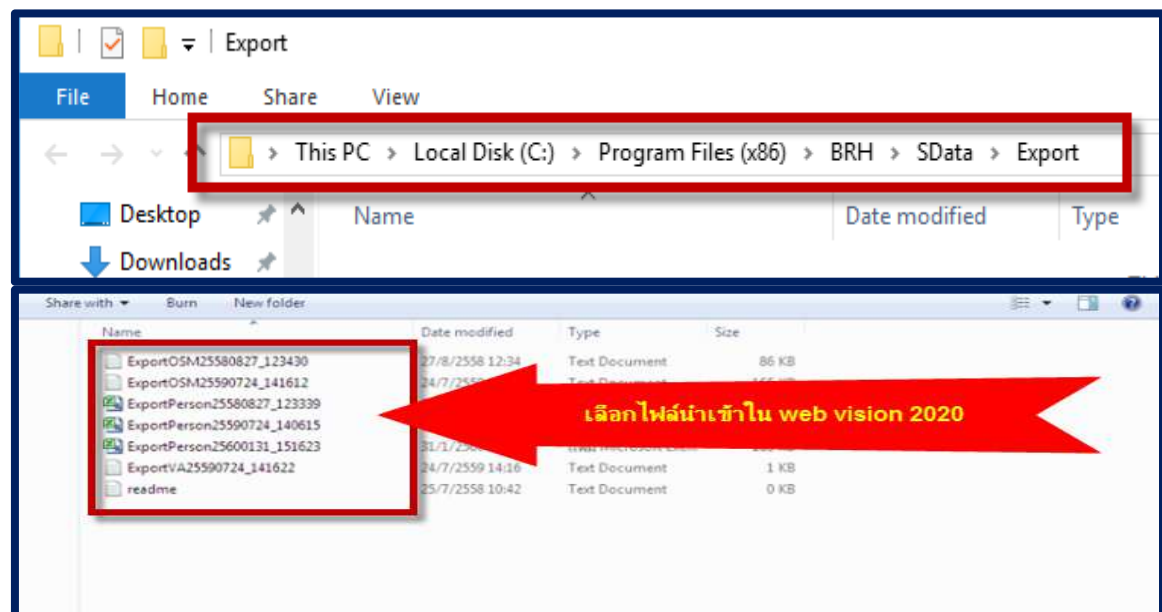 Export
File Home Share View
This PC > Local Disk (C:) > Program Files (x86) > BRH > SData > Export
Desktop Name Date modified Type
Downloads
Share with Burn New folder
Name Date modified Type Size
ExportOSM25580827_123430 27/8/2558 12:34 Text Document 86 KB
ExportOSM25590724_141612 24/7/2559
ExportPerson25580827_123339
ExportPerson25590724_140615
ExportPerson25600131_151623
ExportVA25590724_141622 24/7/2559 14:16 Text Document 1 KB
readme 25/7/2558 10:42 Text Document 0 KB
เลือกไฟล์นำเข้าใน web vision 2020